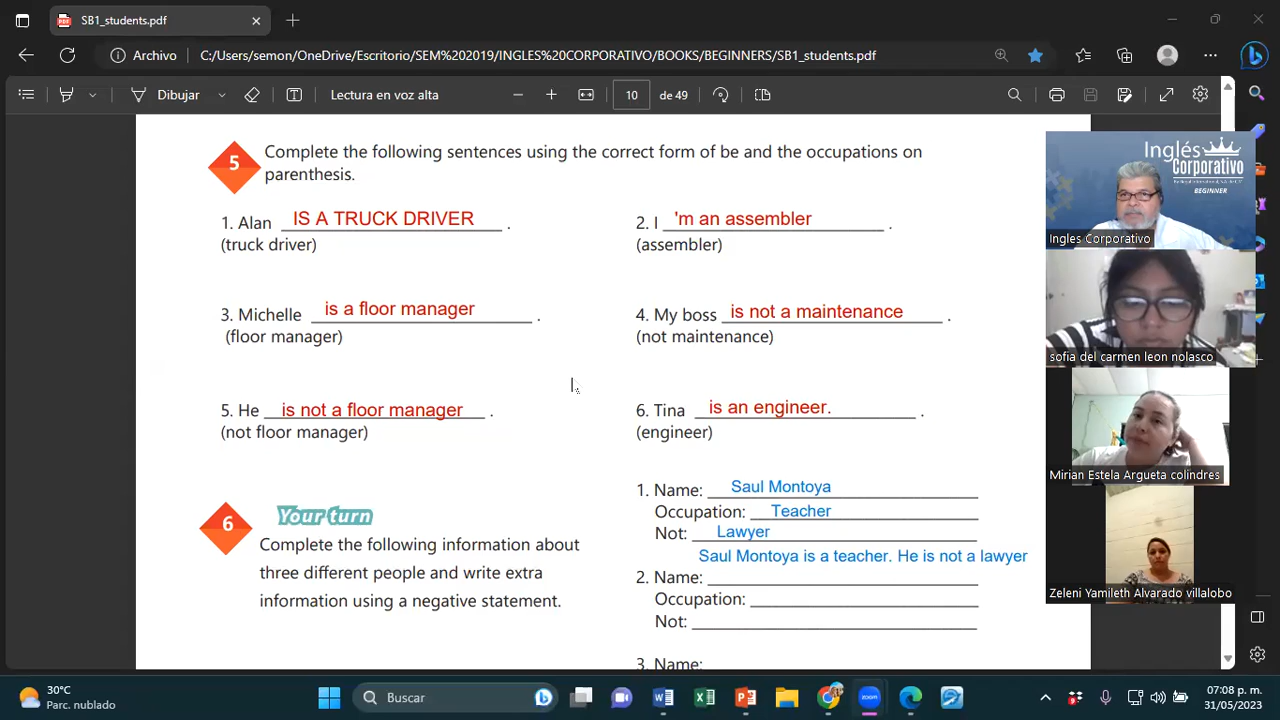 SB1_students.pdf
Archivo
C:/Users/semon/OneDrive/Escritorio/SEM%202019/INGLES%20CORPORATIVO/BOOKS/BEGINNERS/SB1_students.pdf
Dibujar
Lectura en voz alta
10 de 49
5 Complete the following sentences using the correct form of be and the occupations on
parenthesis.
1. Alan IS A TRUCK DRIVER .
(truck driver)
2. I 'm an assembler .
(assembler)
3. Michelle is a floor manager .
(floor manager)
4. My boss is not a maintenance .
(not maintenance)
5. He is not a floor manager .
(not floor manager)
6. Tina is an engineer. .
(engineer)
6 Your turn
Complete the following information about
three different people and write extra
information using a negative statement.
1. Name: Saul Montoya
Occupation: Teacher
Not: Lawyer
Saul Montoya is a teacher. He is not a lawyer
2. Name:
Occupation:
Not:
3. Name:
Inglés
Corporativo
BEGINNER
Ingles Corporativo
sofia del carmen leon nolasco
Mirian Estela Argueta colindres
Zeleni Yamileth Alvarado villalobo
30°C
Parc. nublado
Buscar
zoom
07:08 p. m.
31/05/2023